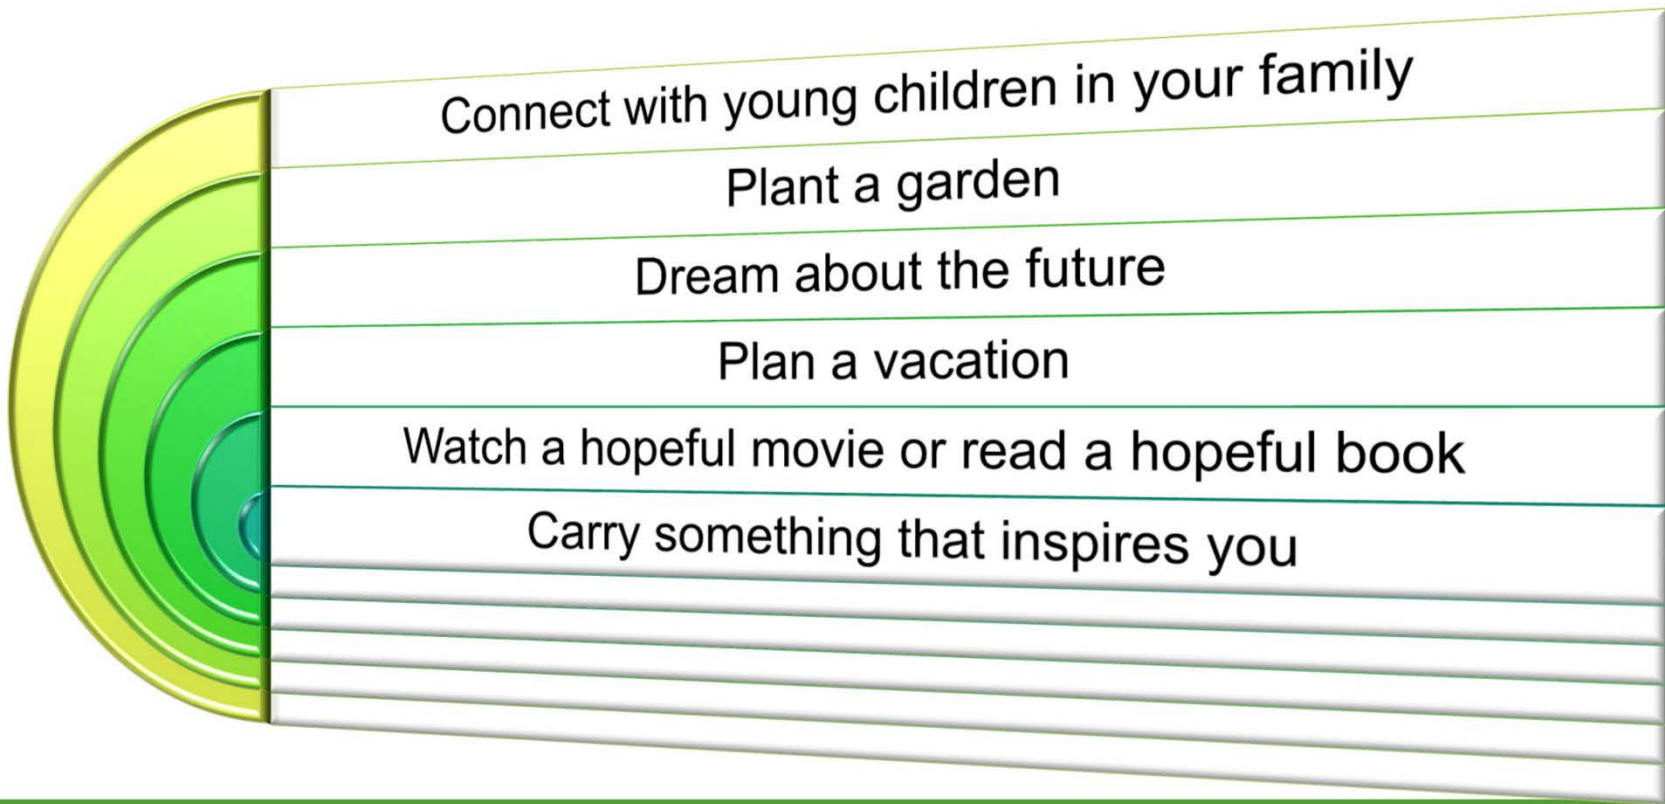 Connect with young children in your family
Plant a garden
Dream about the future
Plan a vacation
Watch a hopeful movie or read a hopeful book
Carry something that inspires you